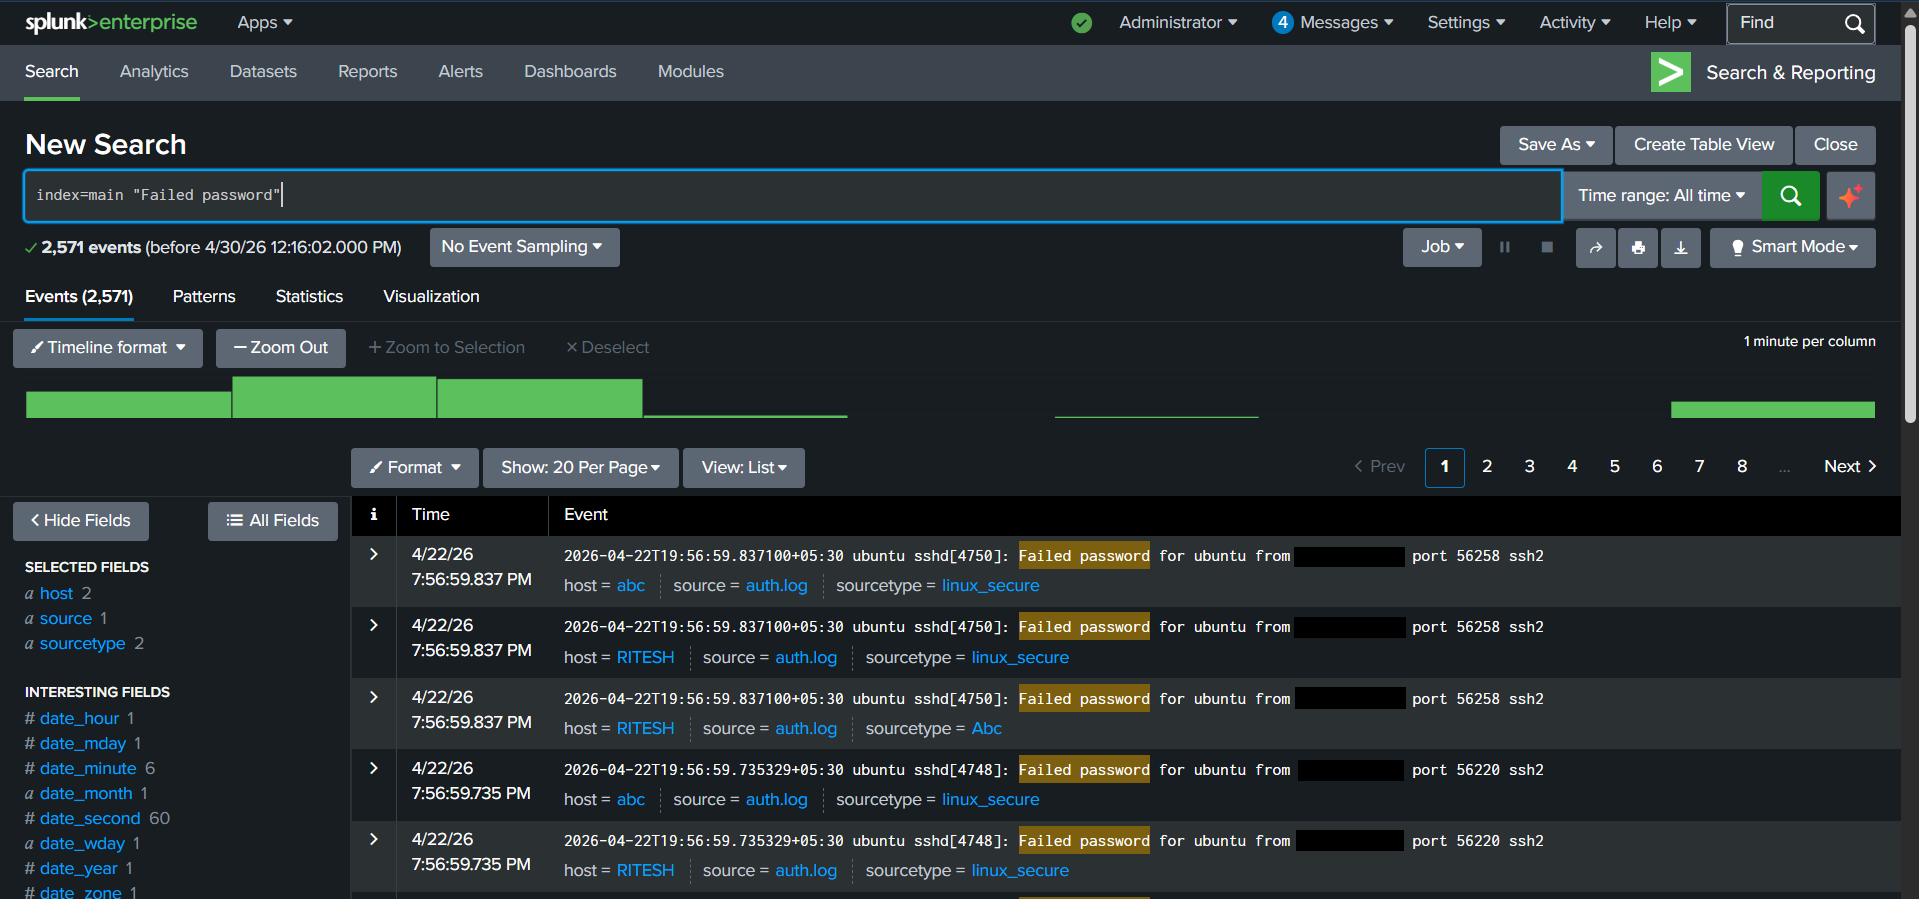 splunk>enterprise Apps Administrator 4 Messages Settings Activity Help Find
Search Analytics Datasets Reports Alerts Dashboards Modules Search & Reporting
New Search Save As Create Table View Close
index=main "Failed password" Time range: All time
2,571 events (before 4/30/26 12:16:02.000 PM) No Event Sampling Job Smart Mode
Events (2,571) Patterns Statistics Visualization
Timeline format — Zoom Out + Zoom to Selection × Deselect 1 minute per column
Format Show: 20 Per Page View: List < Prev 1 2 3 4 5 6 7 8 ... Next >
< Hide Fields All Fields i Time Event
SELECTED FIELDS
a host 2
a source 1
a sourcetype 2
INTERESTING FIELDS
# date_hour 1
# date_mday 1
# date_minute 6
a date_month 1
# date_second 60
a date_wday 1
# date_year 1
# date_zone 1
> 4/22/26 2026-04-22T19:56:59.837100+05:30 ubuntu sshd[4750]: Failed password for ubuntu from port 56258 ssh2
7:56:59.837 PM host = abc source = auth.log sourcetype = linux_secure
> 4/22/26 2026-04-22T19:56:59.837100+05:30 ubuntu sshd[4750]: Failed password for ubuntu from port 56258 ssh2
7:56:59.837 PM host = RITESH source = auth.log sourcetype = linux_secure
> 4/22/26 2026-04-22T19:56:59.837100+05:30 ubuntu sshd[4750]: Failed password for ubuntu from port 56258 ssh2
7:56:59.837 PM host = RITESH source = auth.log sourcetype = Abc
> 4/22/26 2026-04-22T19:56:59.735329+05:30 ubuntu sshd[4748]: Failed password for ubuntu from port 56220 ssh2
7:56:59.735 PM host = abc source = auth.log sourcetype = linux_secure
> 4/22/26 2026-04-22T19:56:59.735329+05:30 ubuntu sshd[4748]: Failed password for ubuntu from port 56220 ssh2
7:56:59.735 PM host = RITESH source = auth.log sourcetype = linux_secure